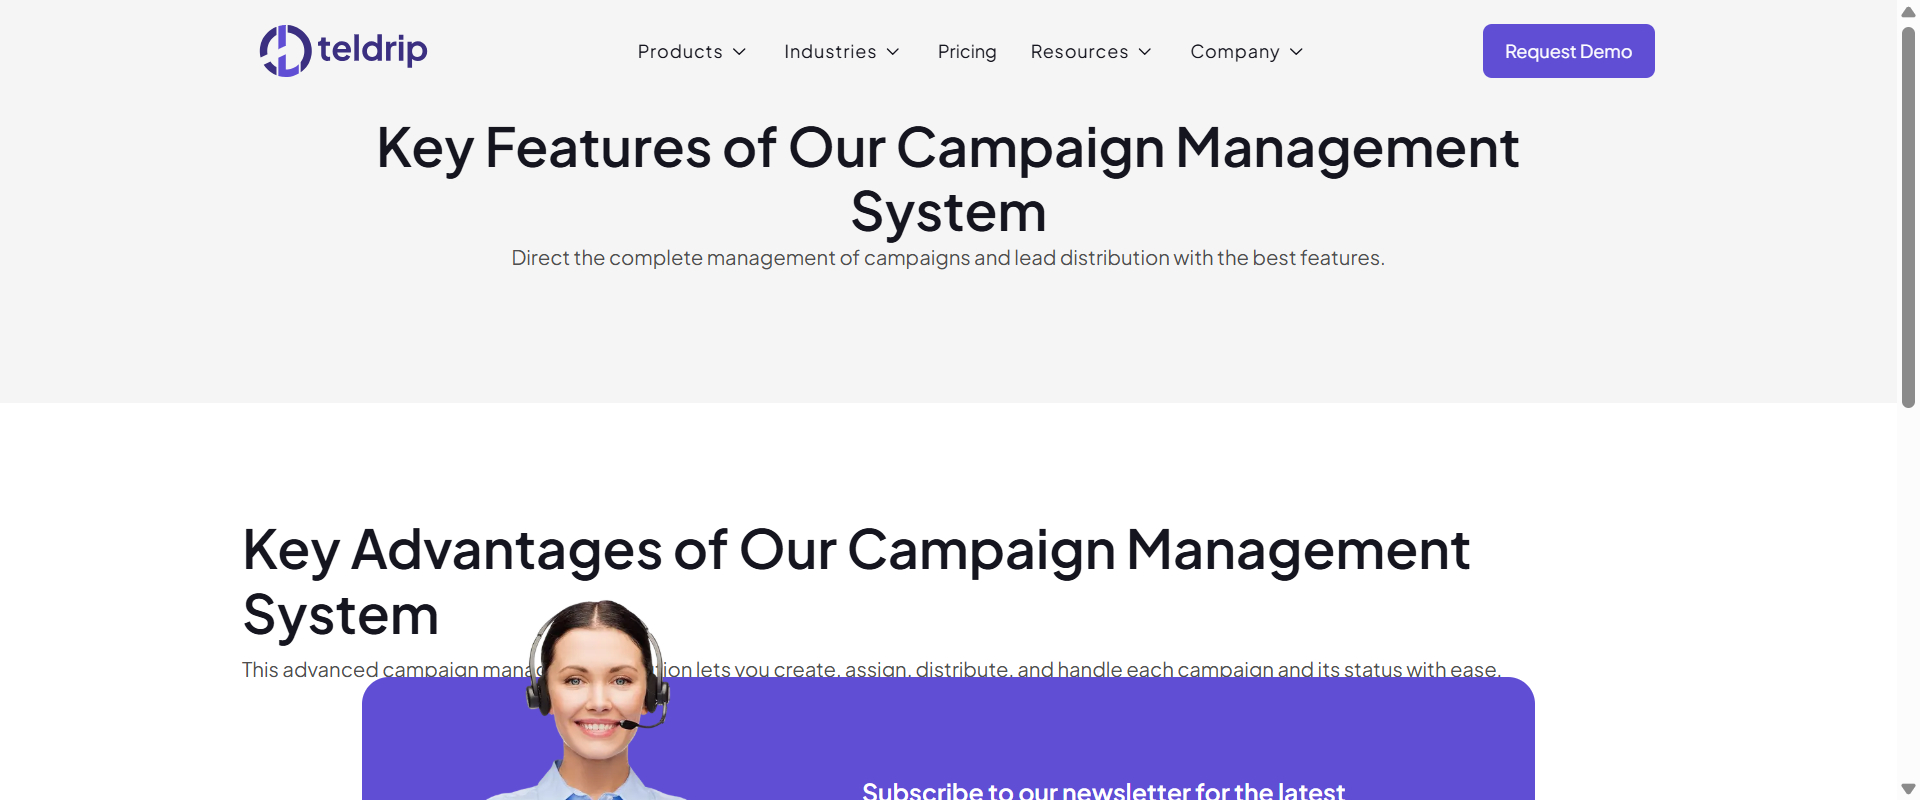 teldrip
Products
Industries
Pricing
Resources
Company
Request Demo
Key Features of Our Campaign Management
System
Direct the complete management of campaigns and lead distribution with the best features.
Key Advantages of Our Campaign Management
System
This advanced campaign lets you create, assign, distribute, and handle each campaign and its status with ease.
Subscribe to our newsletter for the latest